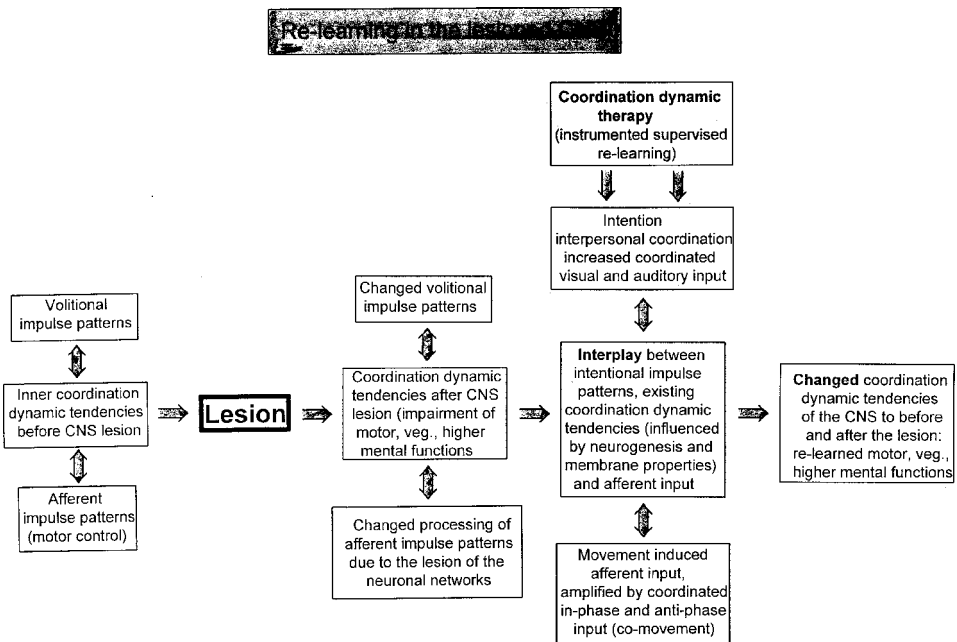 Re-learning in the lesioned
Coordination dynamic
therapy
(instrumented supervised
re-learning)
Intention
interpersonal coordination
increased coordinated
visual and auditory input
Volitional
impulse patterns
Changed volitional
impulse patterns
Inner coordination
dynamic tendencies
before CNS lesion
Lesion
Coordination dynamic
tendencies after CNS
lesion (impairment of
motor, veg., higher
mental functions
Interplay between
intentional impulse
patterns, existing
coordination dynamic
tendencies (influenced
by neurogenesis and
membrane properties)
and afferent input
Changed coordination
dynamic tendencies
of the CNS to before
and after the lesion:
re-learned motor, veg.,
higher mental functions
Afferent
impulse patterns
(motor control)
Changed processing of
afferent impulse patterns
due to the lesion of the
neuronal networks
Movement induced
afferent input,
amplified by coordinated
in-phase and anti-phase
input (co-movement)